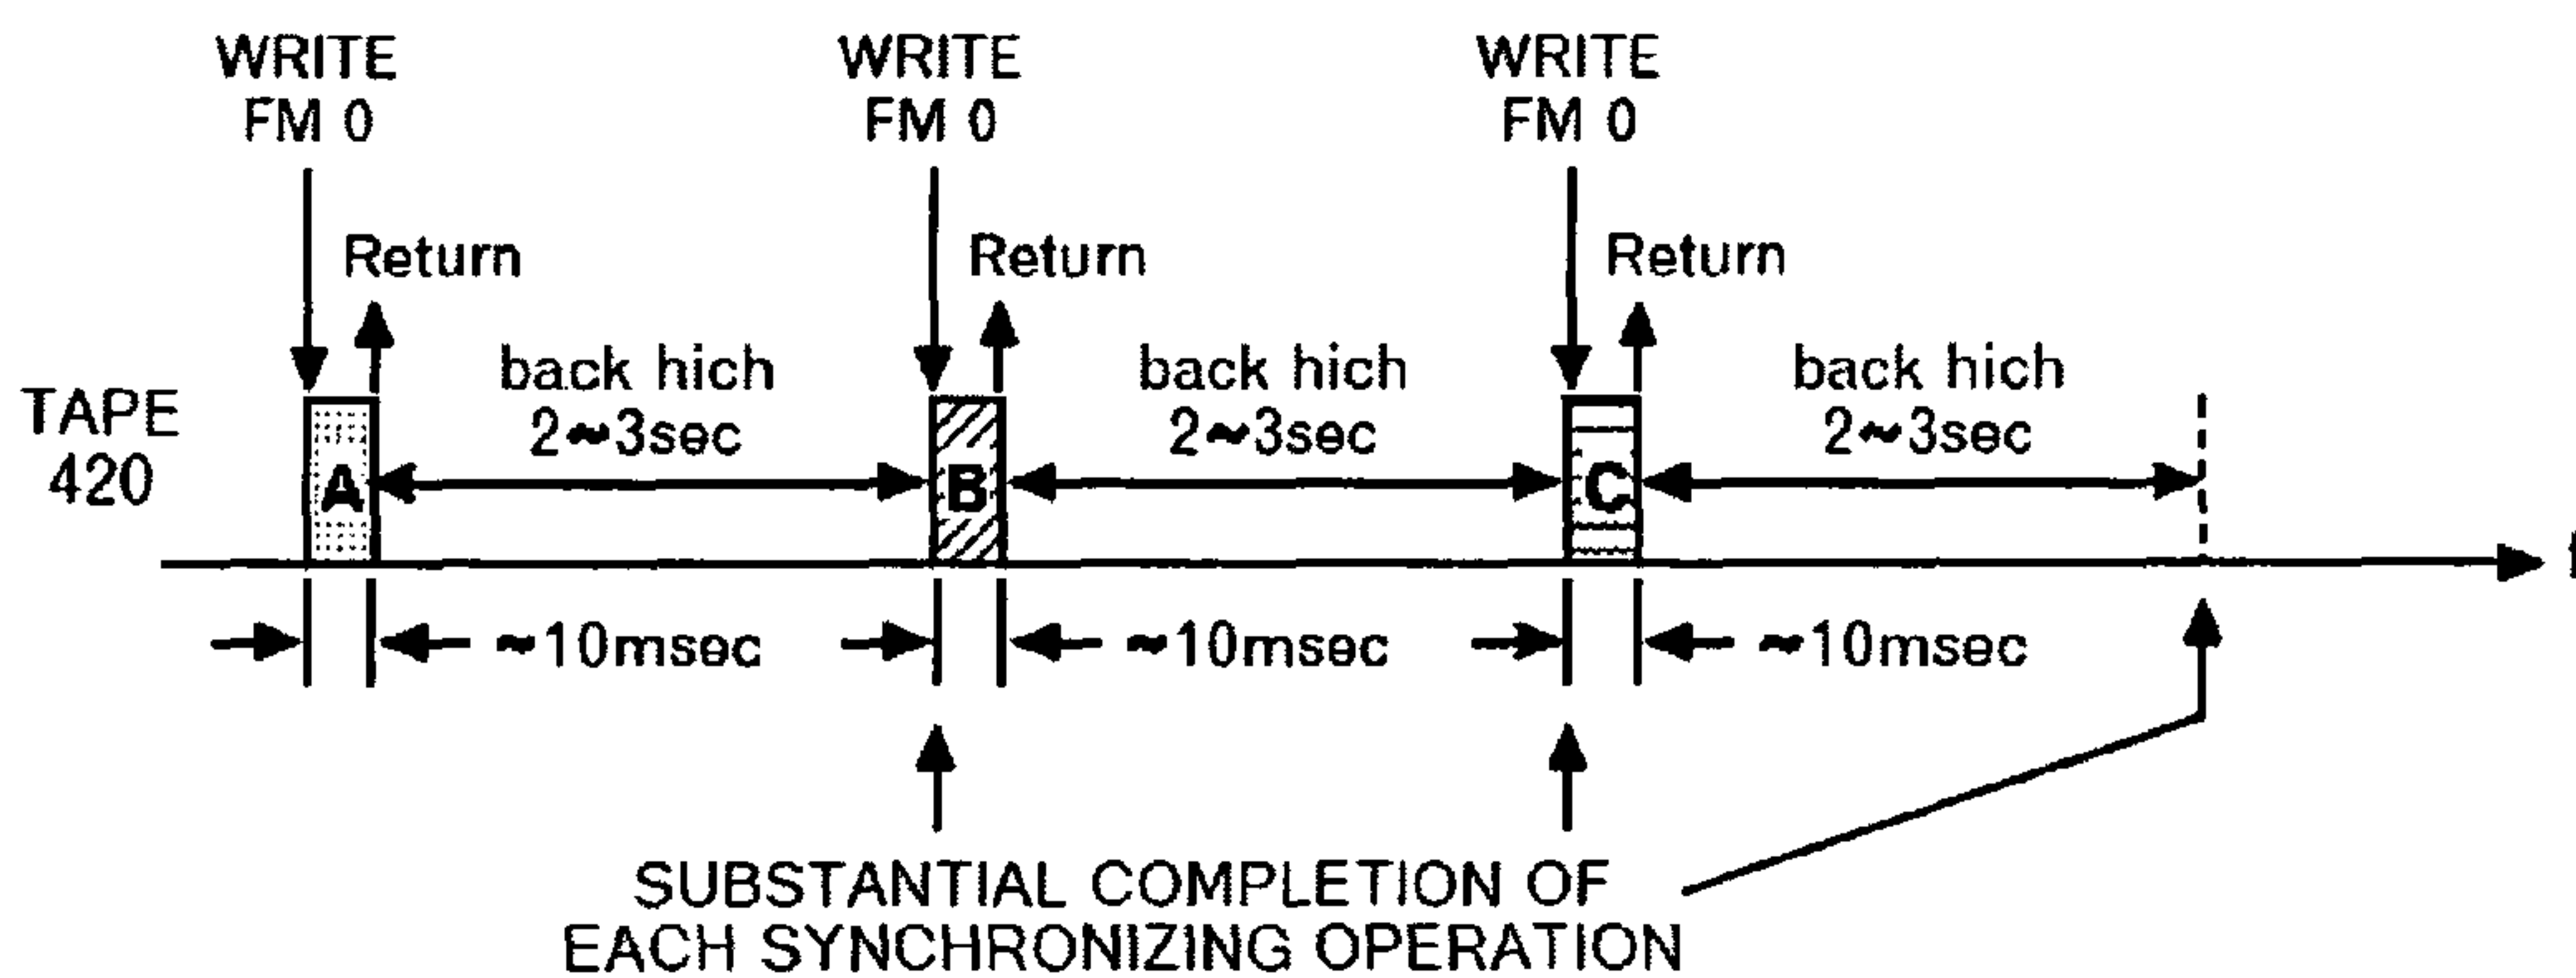 WRITE
FM 0
WRITE
FM 0
WRITE
FM 0
Return
Return
Return
back hich
2~3sec
back hich
2~3sec
back hich
2~3sec
TAPE
420
A
B
C
~10msec
~10msec
~10msec
SUBSTANTIAL COMPLETION OF
EACH SYNCHRONIZING OPERATION